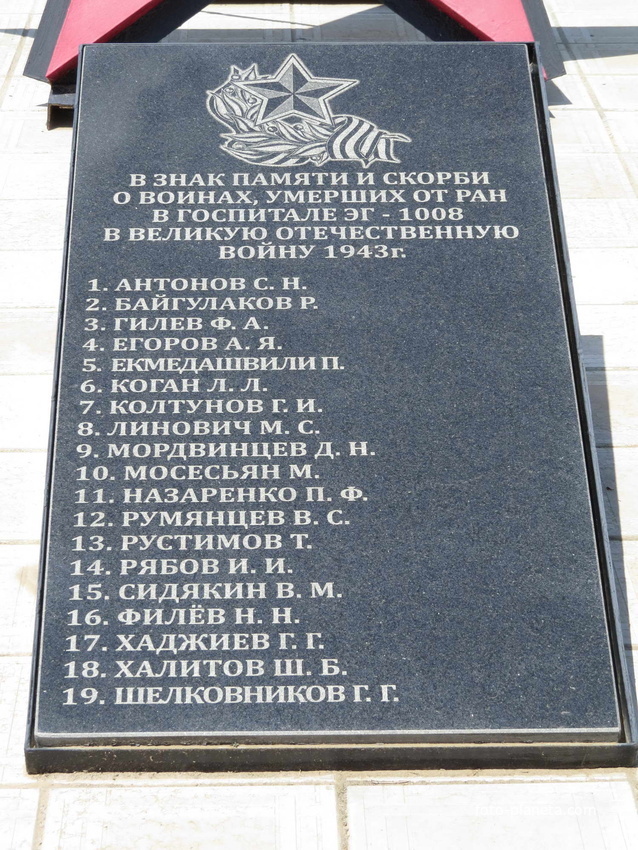 В ЗНАК ПАМЯТИ И СКОРБИ
О ВОИНАХ, УМЕРШИХ ОТ РАН
В ГОСПИТАЛЕ ЭГ - 1008
В ВЕЛИКУЮ ОТЕЧЕСТВЕННУЮ
ВОЙНУ 1943г.
1. АНТОНОВ С. Н.
2. БАЙГУЛАКОВ Р.
3. ГИЛЕВ Ф. А.
4. ЕГОРОВ А. Я.
5. ЕКМЕДАШВИЛИ П.
6. КОГАН Л. Л.
7. КОЛТУНОВ Г. И.
8. ЛИНОВИЧ М. С.
9. МОРДВИНЦЕВ Д. Н.
10. МОСЕСЬЯН М.
11. НАЗАРЕНКО П. Ф.
12. РУМЯНЦЕВ В. С.
13. РУСТИМОВ Т.
14. РЯБОВ И. И.
15. СИДЯКИН В. М.
16. ФИЛЁВ Н. Н.
17. ХАДЖИЕВ Г. Г.
18. ХАЛИТОВ Ш. Б.
19. ШЕЛКОВНИКОВ Г. Г.